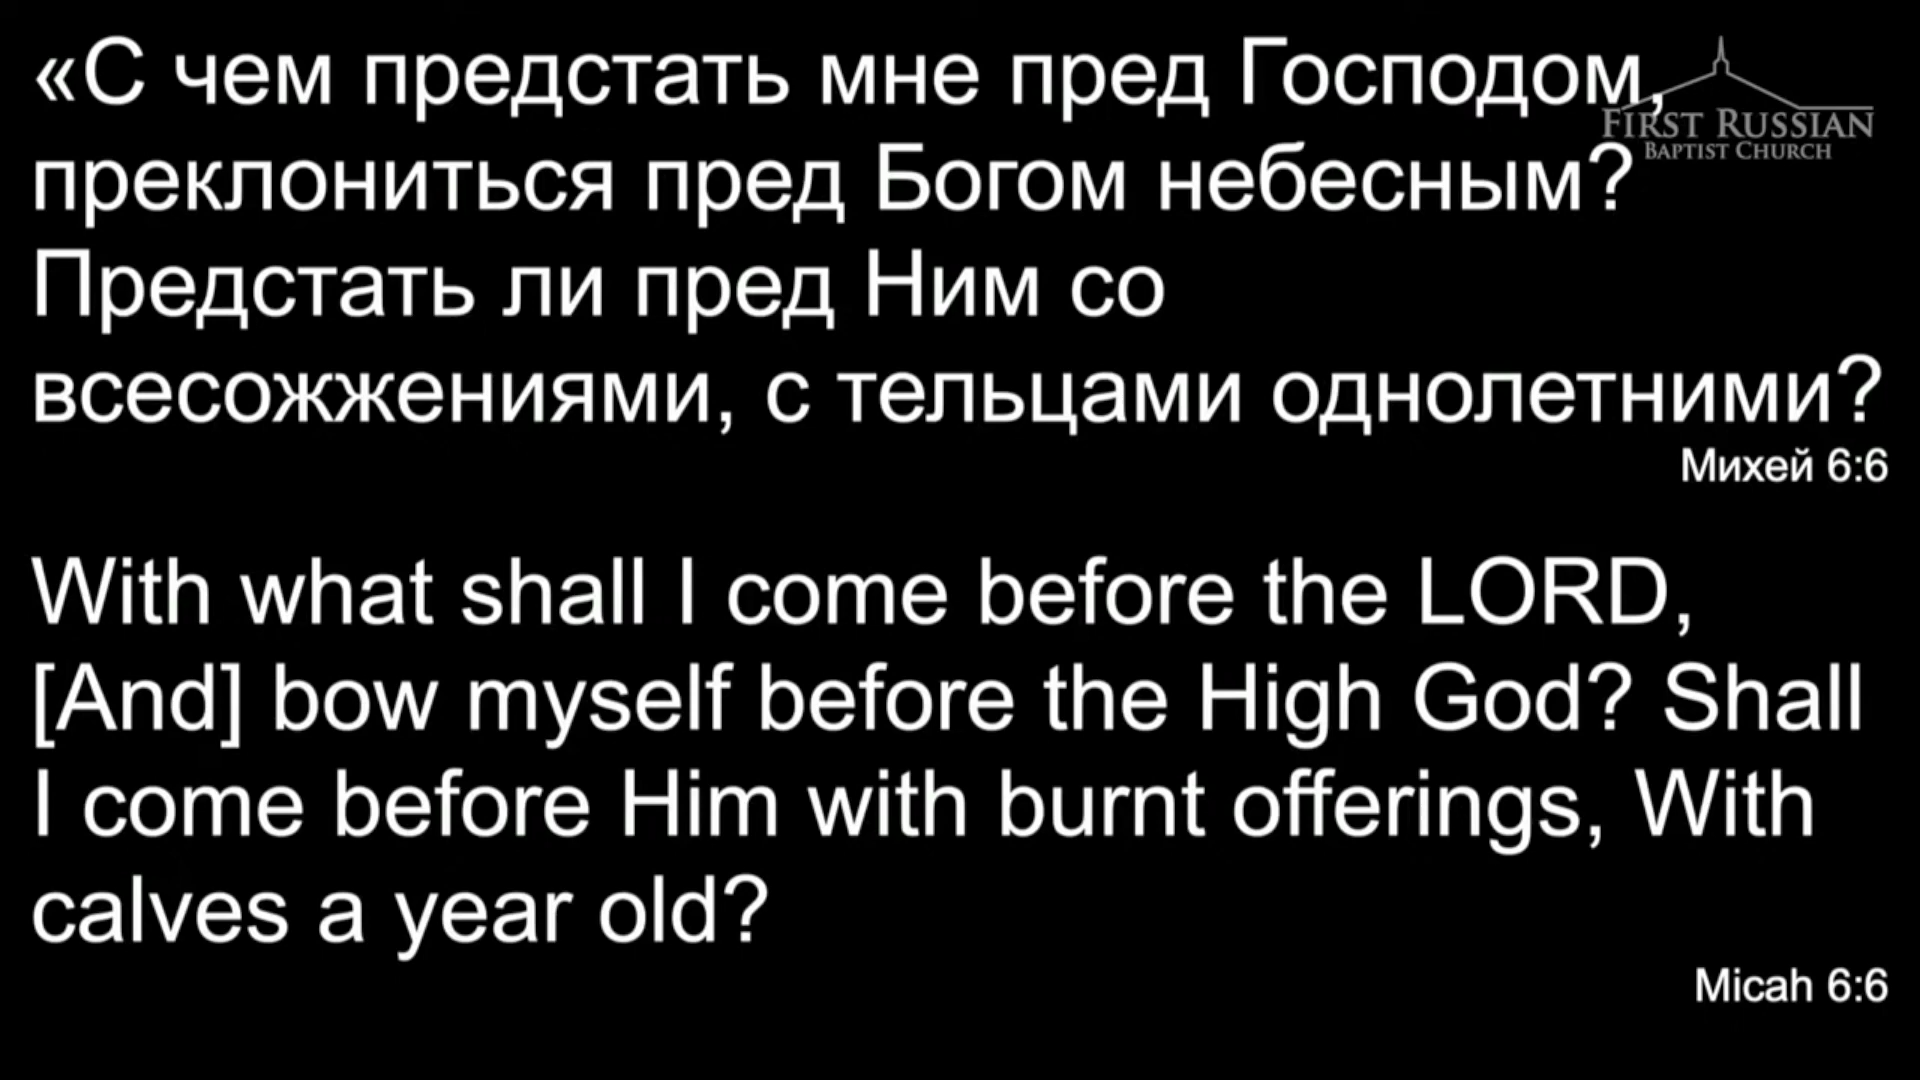 «С чем предстать мне пред Господом,
преклониться пред Богом небесным?
Предстать ли пред Ним со
всесожжениями, с тельцами однолетними?
Михей 6:6
FIRST RUSSIAN
BAPTIST CHURCH
With what shall I come before the LORD,
[And] bow myself before the High God? Shall
I come before Him with burnt offerings, With
calves a year old?
Micah 6:6